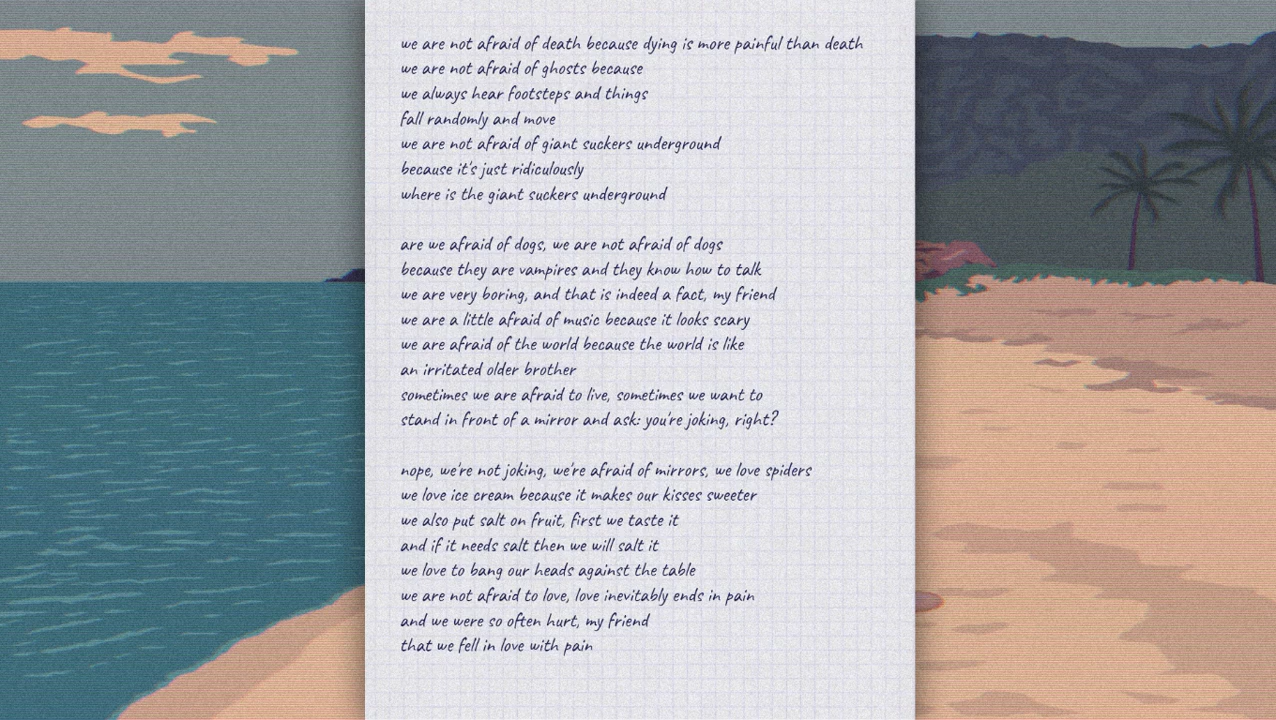 we are not afraid of death because dying is more painful than death
we are not afraid of ghosts because
we always hear footsteps and things
fall randomly and move
we are not afraid of giant suckers underground
because it's just ridiculously
where is the giant suckers underground

are we afraid of dogs, we are not afraid of dogs
because they are vampires and they know how to talk
we are very boring, and that is indeed a fact, my friend
we are a little afraid of music because it looks scary
we are afraid of the world because the world is like
an irritated older brother
sometimes we are afraid to live, sometimes we want to
stand in front of a mirror and ask: you're joking, right?

nope, we're not joking, we're afraid of mirrors, we love spiders
we love ice cream because it makes our kisses sweeter
we also put salt on fruit, first we taste it
and if it needs salt then we will salt it
we love to bang our heads against the table
we are not afraid to love, love inevitably ends in pain
and we were so often hurt, my friend
that we fell in love with pain